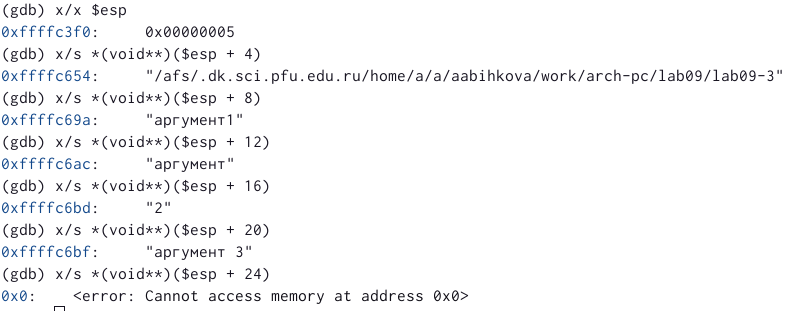 (gdb) x/x $esp
0xffffc3f0:	0x00000005
(gdb) x/s *(void**)($esp + 4)
0xffffc654:	"/afs/.dk.sci.pfu.edu.ru/home/a/a/aabihkova/work/arch-pc/lab09/lab09-3"
(gdb) x/s *(void**)($esp + 8)
0xffffc69a:	"аргумент1"
(gdb) x/s *(void**)($esp + 12)
0xffffc6ac:	"аргумент"
(gdb) x/s *(void**)($esp + 16)
0xffffc6bd:	"2"
(gdb) x/s *(void**)($esp + 20)
0xffffc6bf:	"аргумент 3"
(gdb) x/s *(void**)($esp + 24)
0x0:	<error: Cannot access memory at address 0x0>